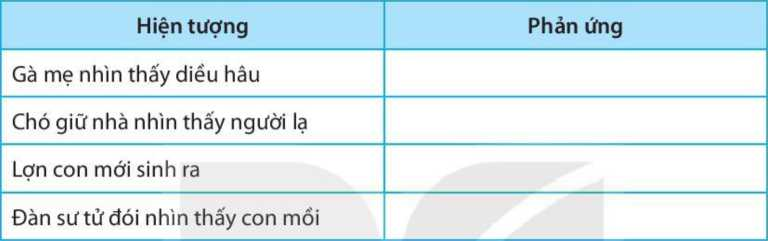 Hiện tượng
Phản ứng
Gà mẹ nhìn thấy diều hâu
Chó giữ nhà nhìn thấy người lạ
Lợn con mới sinh ra
Đàn sư tử đói nhìn thấy con mồi